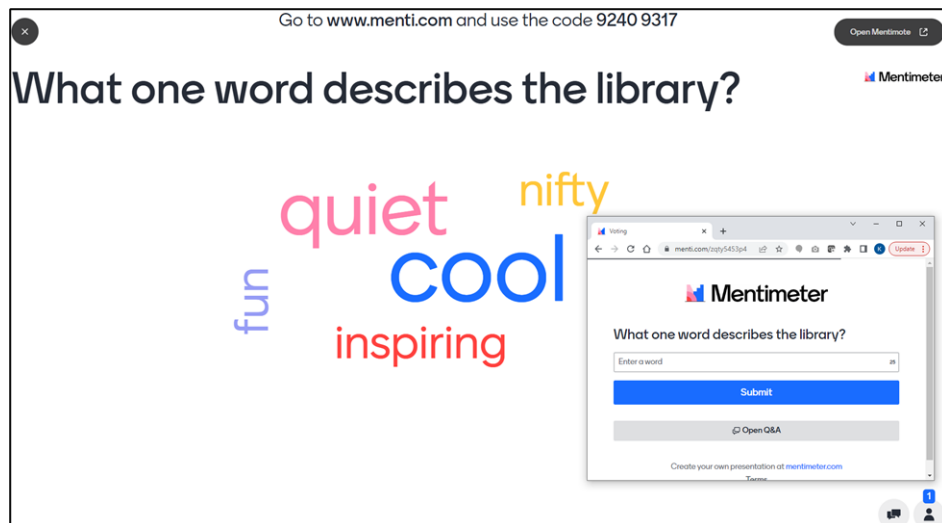 Go to www.menti.com and use the code 9240 9317
Open Mentimote
Mentimeter
What one word describes the library?
quiet
nifty
cool
fun
inspiring
Voting
menti.com/zqty5453p4
K
Update
Mentimeter
What one word describes the library?
Enter a word
25
Submit
Open Q&A
Create your own presentation at mentimeter.com
Terms
1